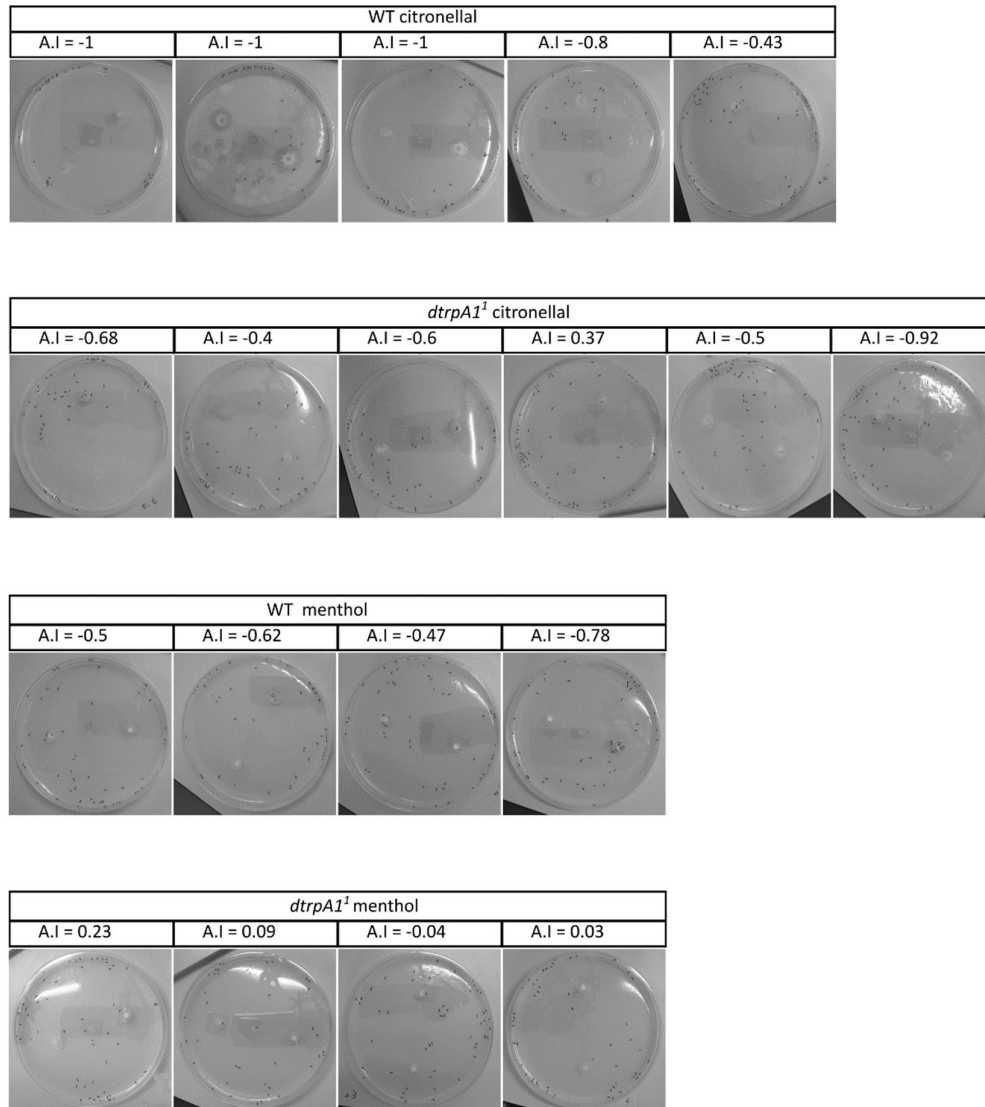 WT citronellal
A.I = -1 A.I = -1 A.I = -1 A.I = -0.8 A.I = -0.43
dtrpA1¹ citronellal
A.I = -0.68 A.I = -0.4 A.I = -0.6 A.I = 0.37 A.I = -0.5 A.I = -0.92
WT menthol
A.I = -0.5 A.I = -0.62 A.I = -0.47 A.I = -0.78
dtrpA1¹ menthol
A.I = 0.23 A.I = 0.09 A.I = -0.04 A.I = 0.03